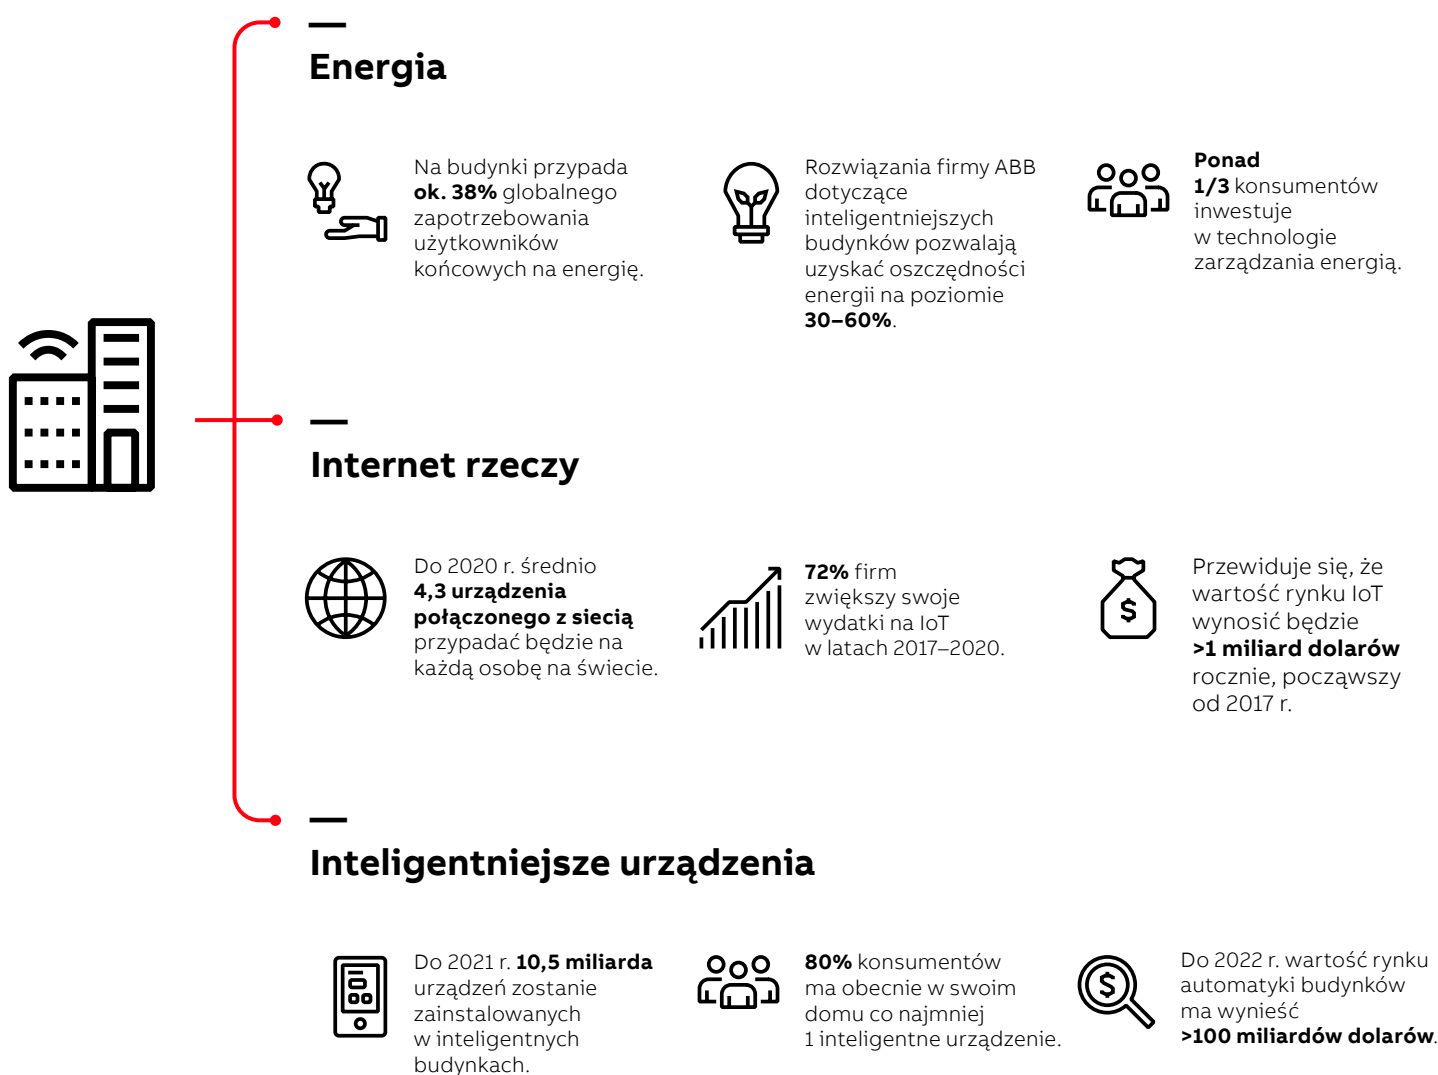 Energia
Na budynki przypada
ok. 38% globalnego
zapotrzebowania
użytkowników
końcowych na energię.
Rozwiązania firmy ABB
dotyczące
inteligentniejszych
budynków pozwalają
uzyskać oszczędności
energii na poziomie
30–60%.
Ponad
1/3 konsumentów
inwestuje
w technologie
zarządzania energią.
Internet rzeczy
Do 2020 r. średnio
4,3 urządzenia
połączonego z siecią
przypadać będzie na
każdą osobę na świecie.
72% firm
zwiększy swoje
wydatki na IoT
w latach 2017–2020.
$
Przewiduje się, że
wartość rynku IoT
wynosić będzie
>1 miliard dolarów
rocznie, począwszy
od 2017 r.
Inteligentniejsze urządzenia
Do 2021 r. 10,5 miliarda
urządzeń zostanie
zainstalowanych
w inteligentnych
budynkach.
80% konsumentów
ma obecnie w swoim
domu co najmniej
1 inteligentne urządzenie.
$
Do 2022 r. wartość rynku
automatyki budynków
ma wynieść
>100 miliardów dolarów.